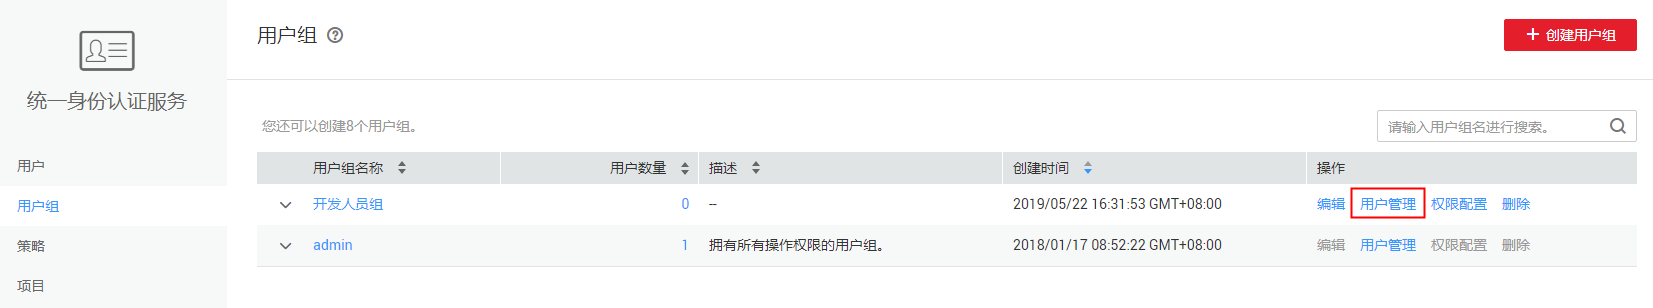 统一身份认证服务
用户
用户组
策略
项目
用户组 ?
+ 创建用户组
您还可以创建8个用户组。
请输入用户组名进行搜索。
用户组名称 用户数量 描述 创建时间 操作
开发人员组 0 -- 2019/05/22 16:31:53 GMT+08:00 编辑 用户管理 权限配置 删除
admin 1 拥有所有操作权限的用户组。 2018/01/17 08:52:22 GMT+08:00 编辑 用户管理 权限配置 删除